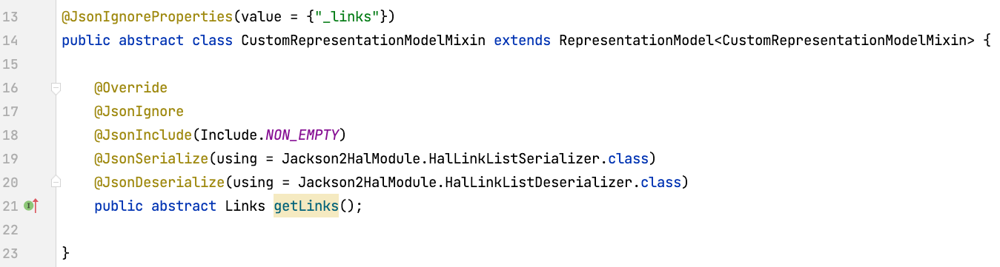 13 @JsonIgnoreProperties(value = {"_links"})
14 public abstract class CustomRepresentationModelMixin extends RepresentationModel<CustomRepresentationModelMixin> {
15
16     @Override
17     @JsonIgnore
18     @JsonInclude(Include.NON_EMPTY)
19     @JsonSerialize(using = Jackson2HalModule.HalLinkListSerializer.class)
20     @JsonDeserialize(using = Jackson2HalModule.HalLinkListDeserializer.class)
21     public abstract Links getLinks();
22
23 }